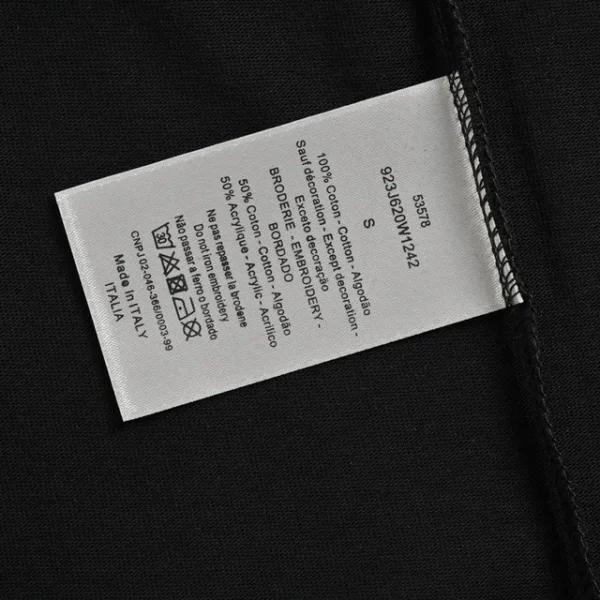 53578
923J620W1242
S
100% Coton - Cotton - Algodão
Sauf décoration - Except decoration -
Exceto decoração
BRODERIE - EMBROIDERY -
BORDADO
50% Coton - Cotton - Algodão
50% Acrylique - Acrylic - Acrílico
Ne pas repasser la broderie
Do not iron embroidery
Não passar a ferro o bordado
30
CNPJ 02-046-386/0003-99
Made in ITALY
ITALIA